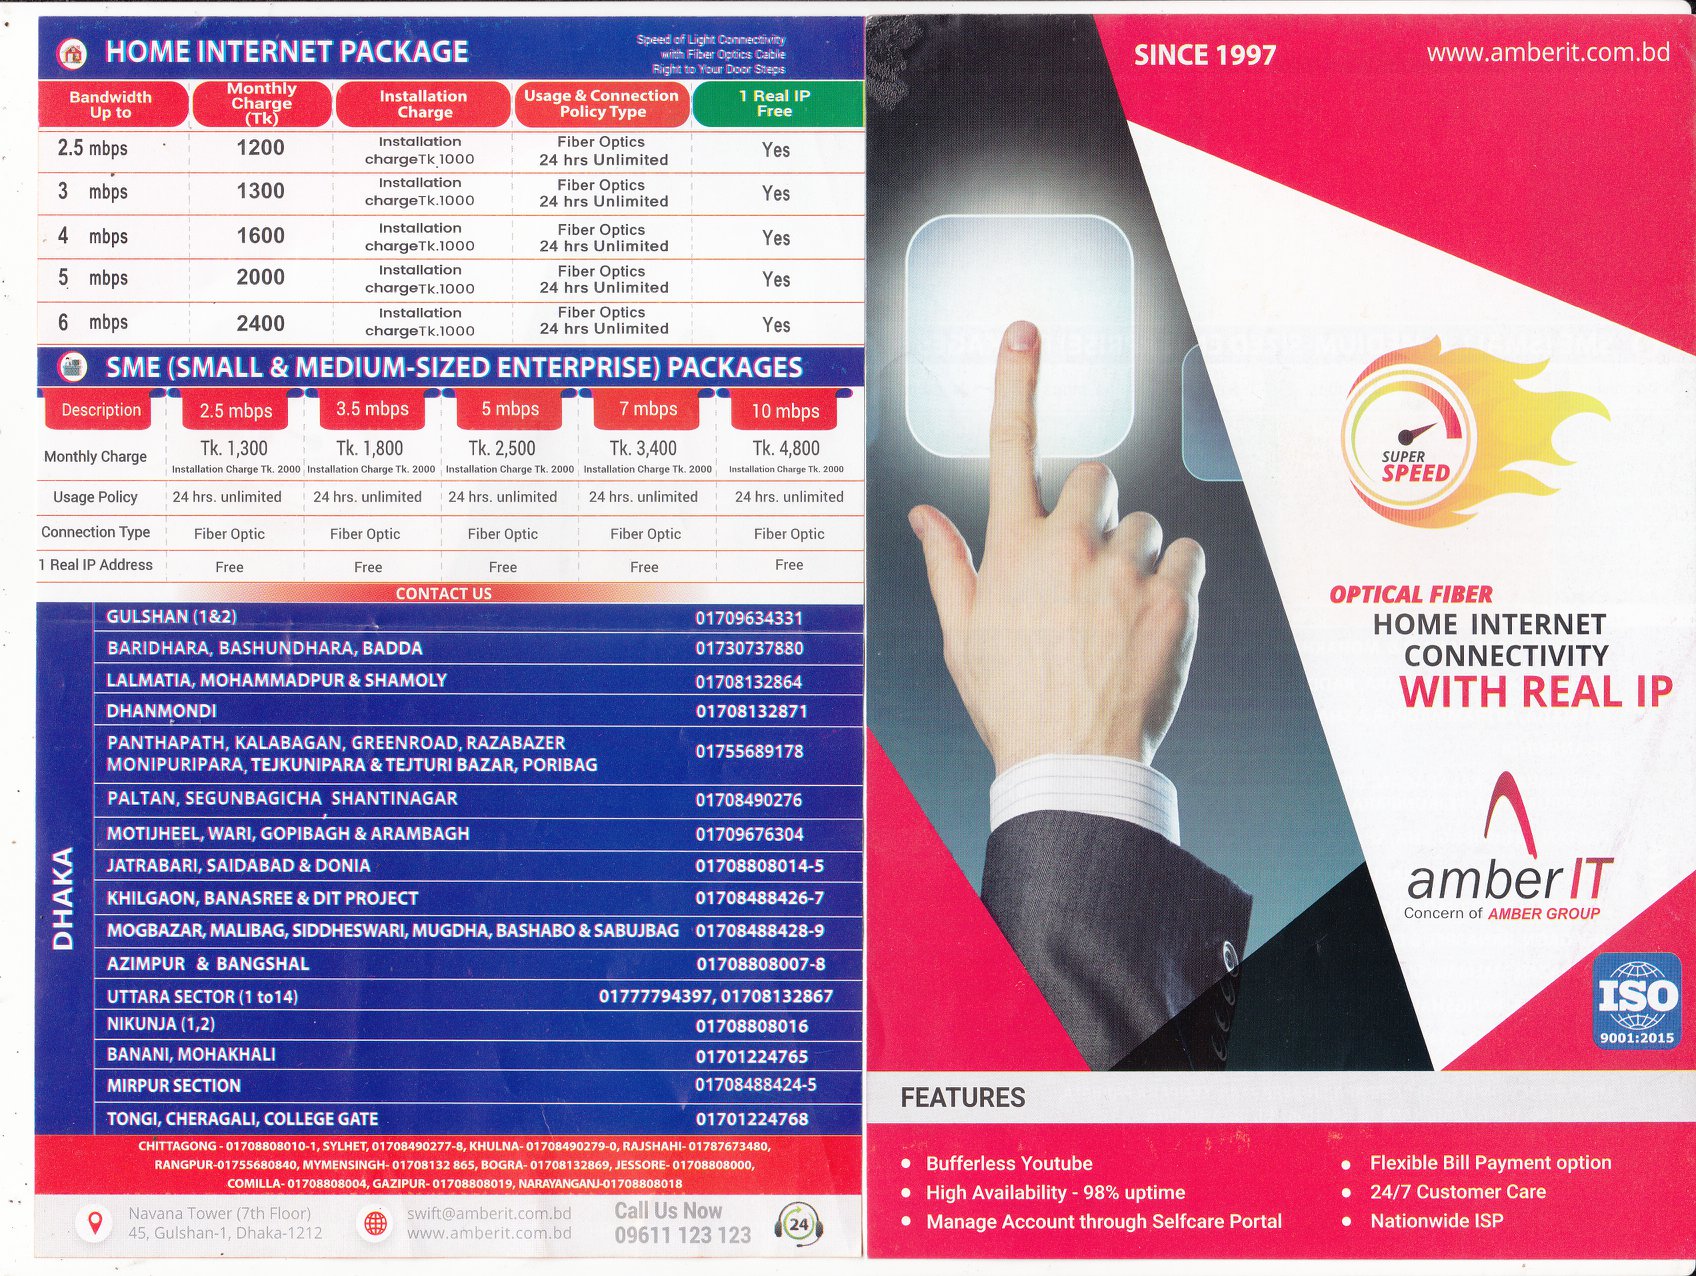 HOME INTERNET PACKAGE
Speed of Light Connectivity
with Fiber Optics Cable
Right to Your Door Steps
Bandwidth Up to | Monthly Charge (Tk) | Installation Charge | Usage & Connection Policy Type | 1 Real IP Free
2.5 mbps 1200 Installation chargeTk.1000 Fiber Optics 24 hrs Unlimited Yes
3 mbps 1300 Installation chargeTk.1000 Fiber Optics 24 hrs Unlimited Yes
4 mbps 1600 Installation chargeTk.1000 Fiber Optics 24 hrs Unlimited Yes
5 mbps 2000 Installation chargeTk.1000 Fiber Optics 24 hrs Unlimited Yes
6 mbps 2400 Installation chargeTk.1000 Fiber Optics 24 hrs Unlimited Yes
SME (SMALL & MEDIUM-SIZED ENTERPRISE) PACKAGES
Description 2.5 mbps 3.5 mbps 5 mbps 7 mbps 10 mbps
Monthly Charge Tk. 1,300 Tk. 1,800 Tk. 2,500 Tk. 3,400 Tk. 4,800
Installation Charge Tk. 2000 Installation Charge Tk. 2000 Installation Charge Tk. 2000 Installation Charge Tk. 2000 Installation Charge Tk. 2000
Usage Policy 24 hrs. unlimited 24 hrs. unlimited 24 hrs. unlimited 24 hrs. unlimited 24 hrs. unlimited
Connection Type Fiber Optic Fiber Optic Fiber Optic Fiber Optic Fiber Optic
1 Real IP Address Free Free Free Free Free
CONTACT US
DHAKA
GULSHAN (1&2) 01709634331
BARIDHARA, BASHUNDHARA, BADDA 01730737880
LALMATIA, MOHAMMADPUR & SHAMOLY 01708132864
DHANMONDI 01708132871
PANTHAPATH, KALABAGAN, GREENROAD, RAZABAZER
MONIPURIPARA, TEJKUNIPARA & TEJTURI BAZAR, PORIBAG 01755689178
PALTAN, SEGUNBAGICHA SHANTINAGAR 01708490276
MOTIJHEEL, WARI, GOPIBAGH & ARAMBAGH 01709676304
JATRABARI, SAIDABAD & DONIA 01708808014-5
KHILGAON, BANASREE & DIT PROJECT 01708488426-7
MOGBAZAR, MALIBAG, SIDDHESWARI, MUGDHA, BASHABO & SABUJBAG 01708488428-9
AZIMPUR & BANGSHAL 01708808007-8
UTTARA SECTOR (1 to14) 01777794397, 01708132867
NIKUNJA (1,2) 01708808016
BANANI, MOHAKHALI 01701224765
MIRPUR SECTION 01708488424-5
TONGI, CHERAGALI, COLLEGE GATE 01701224768
CHITTAGONG - 01708808010-1, SYLHET, 01708490277-8, KHULNA- 01708490279-0, RAJSHAHI- 01787673480,
RANGPUR-01755680840, MYMENSINGH- 01708132 865, BOGRA- 01708132869, JESSORE- 01708808000,
COMILLA- 01708808004, GAZIPUR- 01708808019, NARAYANGANJ-01708808018
Navana Tower (7th Floor)
45, Gulshan-1, Dhaka-1212
swift@amberit.com.bd
www.amberit.com.bd
Call Us Now
09611 123 123
24
SINCE 1997
www.amberit.com.bd
SUPER
SPEED
OPTICAL FIBER
HOME INTERNET
CONNECTIVITY
WITH REAL IP
amber IT
Concern of AMBER GROUP
ISO
9001:2015
FEATURES
• Bufferless Youtube
• High Availability - 98% uptime
• Manage Account through Selfcare Portal
• Flexible Bill Payment option
• 24/7 Customer Care
• Nationwide ISP